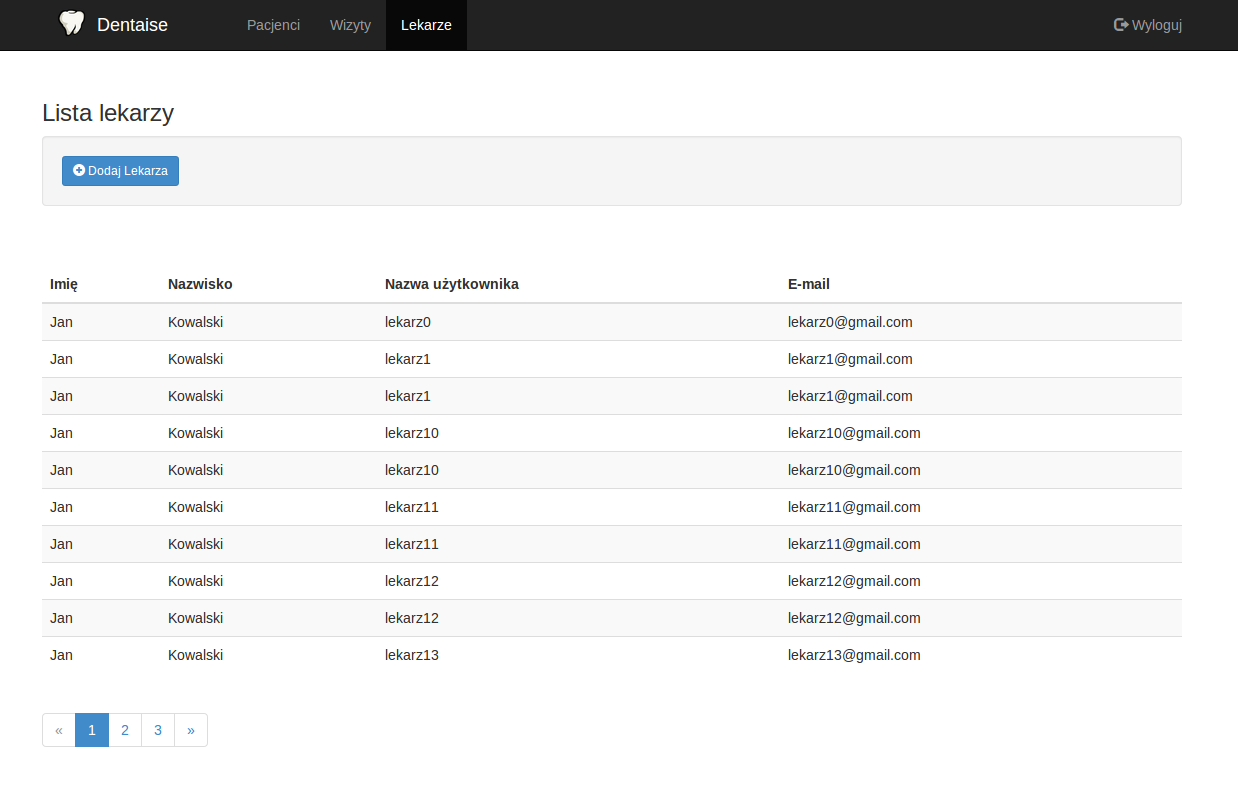 Dentaise Pacjenci Wizyty Lekarze Wyloguj
Lista lekarzy
Dodaj Lekarza
Imię Nazwisko Nazwa użytkownika E-mail
Jan Kowalski lekarz0 lekarz0@gmail.com
Jan Kowalski lekarz1 lekarz1@gmail.com
Jan Kowalski lekarz1 lekarz1@gmail.com
Jan Kowalski lekarz10 lekarz10@gmail.com
Jan Kowalski lekarz10 lekarz10@gmail.com
Jan Kowalski lekarz11 lekarz11@gmail.com
Jan Kowalski lekarz11 lekarz11@gmail.com
Jan Kowalski lekarz12 lekarz12@gmail.com
Jan Kowalski lekarz12 lekarz12@gmail.com
Jan Kowalski lekarz13 lekarz13@gmail.com
« 1 2 3 »